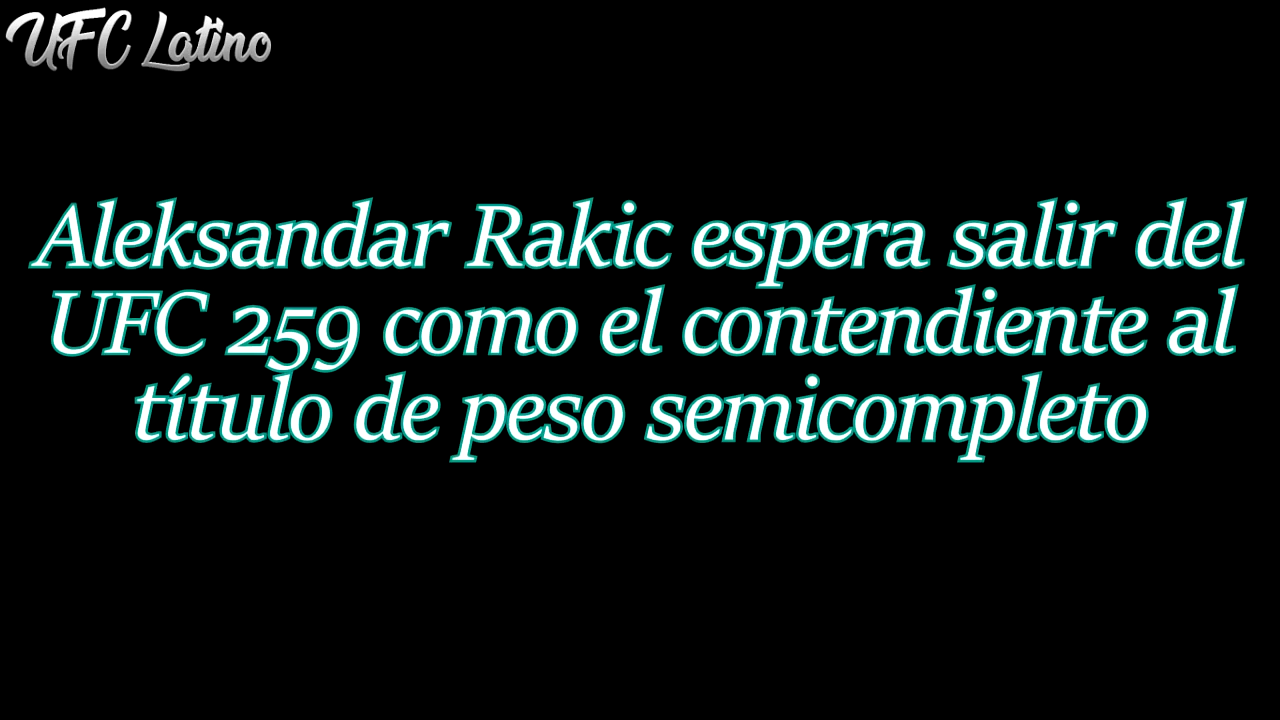 UFC Latino
Aleksandar Rakic espera salir del
UFC 259 como el contendiente al
título de peso semicompleto